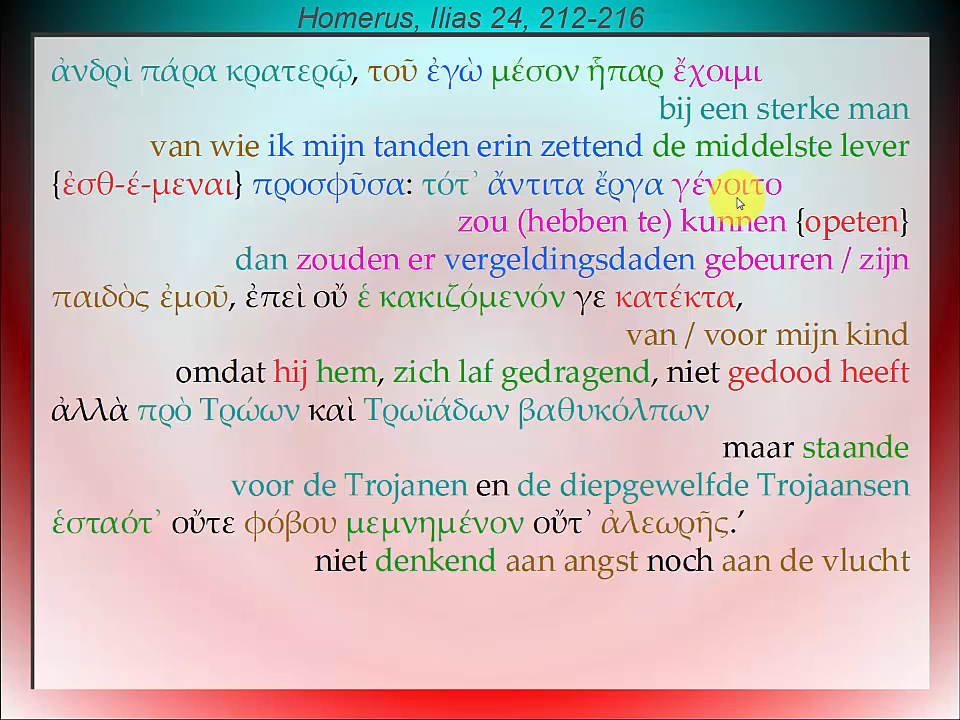 Homerus, Ilias 24, 212-216
ἀνδρὶ πάρα κρατερῷ, τοῦ ἐγὼ μέσον ἧπαρ ἔχοιμι
bij een sterke man
van wie ik mijn tanden erin zettend de middelste lever
{ἐσθ-έ-μεναι} προσφῦσα: τότ᾽ ἄντιτα ἔργα γένοιτο
zou (hebben te) kunnen {opeten}
dan zouden er vergeldingsdaden gebeuren / zijn
παιδὸς ἐμοῦ, ἐπεὶ οὔ ἑ κακιζόμενόν γε κατέκτα,
van / voor mijn kind
omdat hij hem, zich laf gedragend, niet gedood heeft
ἀλλὰ πρὸ Τρώων καὶ Τρωϊάδων βαθυκόλπων
maar staande
voor de Trojanen en de diepgewelfde Trojaansen
ἑσταότ᾽ οὔτε φόβου μεμνημένον οὔτ᾽ ἀλεωρῆς.’
niet denkend aan angst noch aan de vlucht